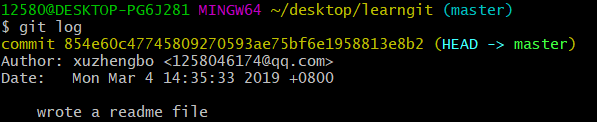 12580@DESKTOP-PG6J281 MINGW64 ~/desktop/learngit (master)
$ git log
commit 854e60c47745809270593ae75bf6e1958813e8b2 (HEAD -> master)
Author: xuzhengbo <1258046174@qq.com>
Date:   Mon Mar 4 14:35:33 2019 +0800
    wrote a readme file